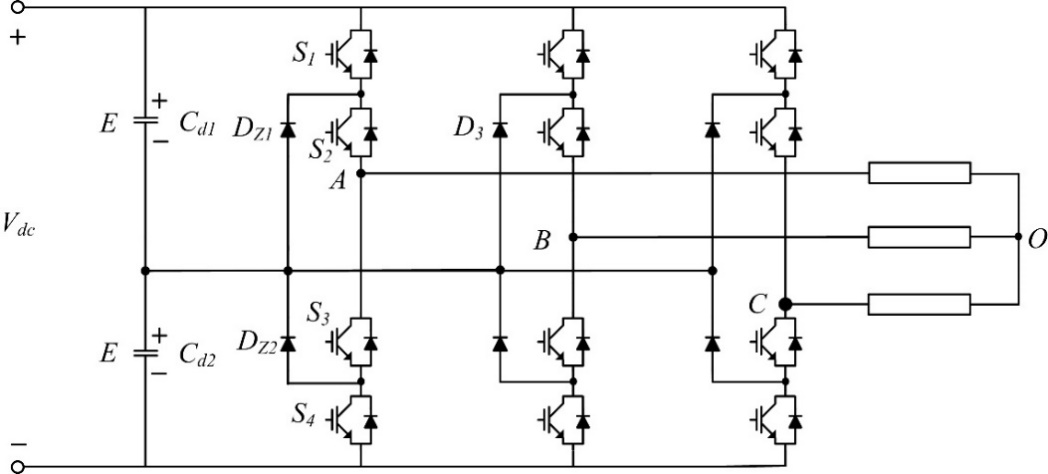 +
S1
E + Cd1 DZ1 S2 D3
−
A
Vdc
B O
C
S3
E + Cd2 DZ2
−
S4
−